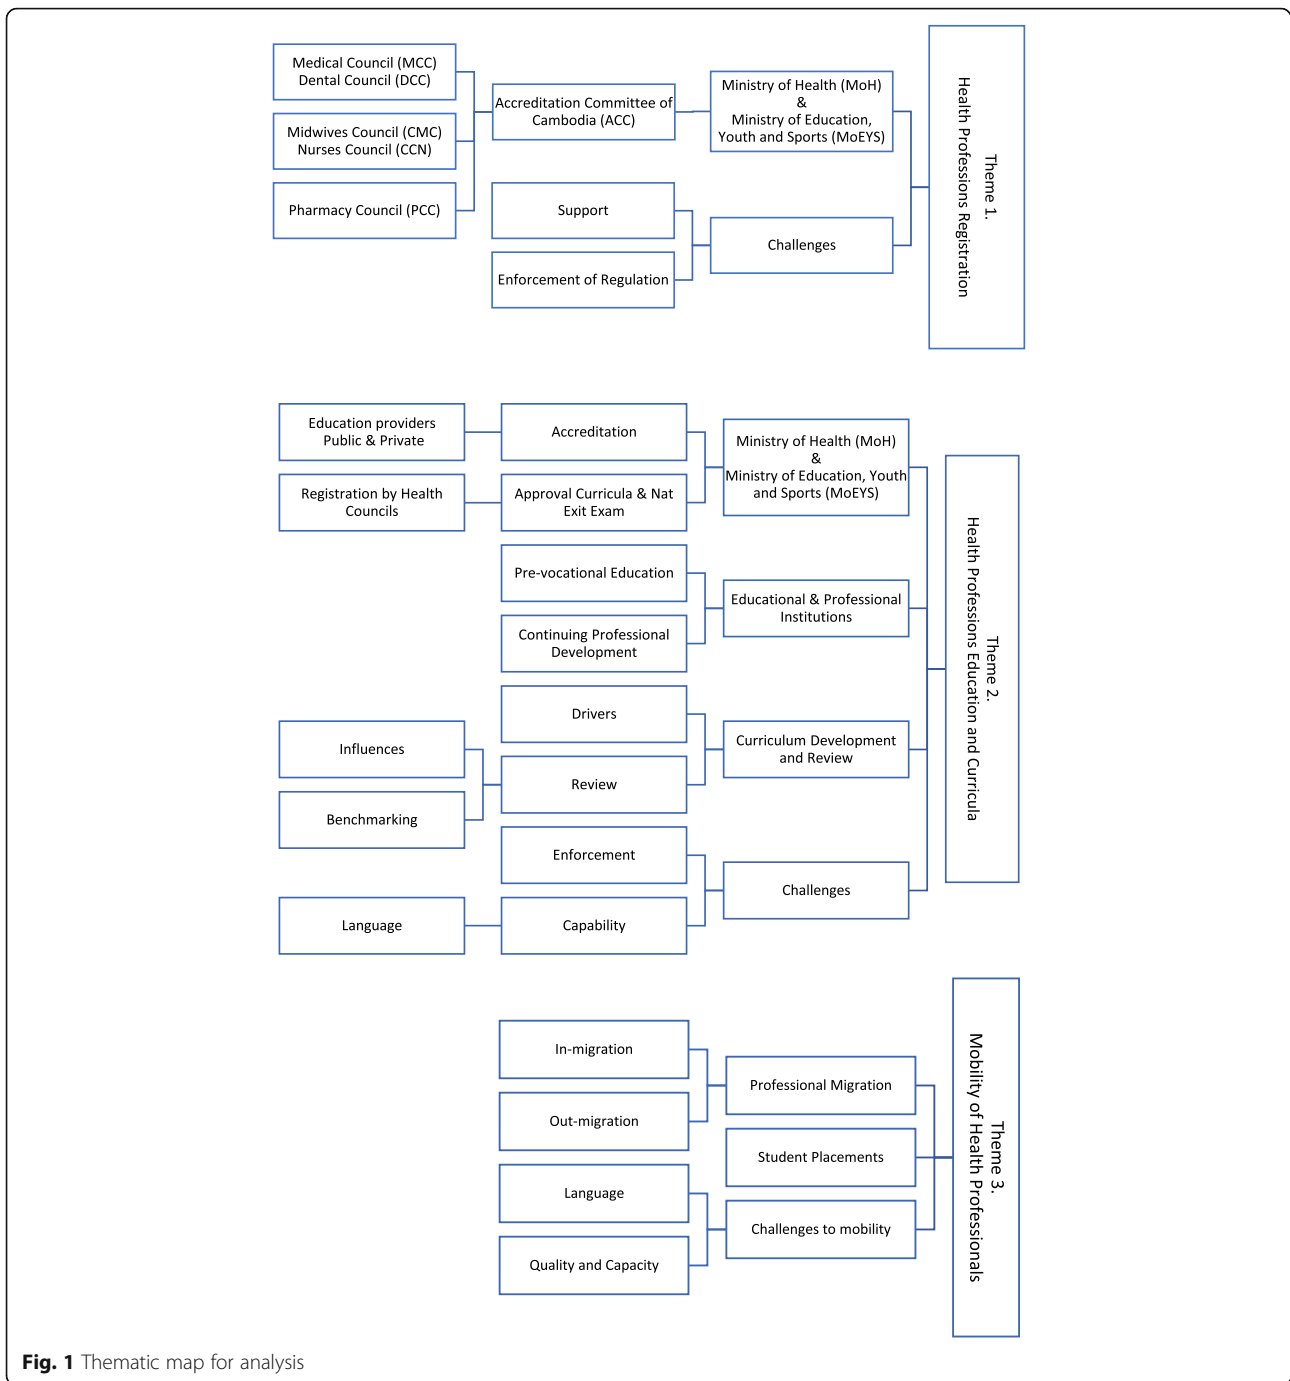 Medical Council (MCC)
Dental Council (DCC)
Midwives Council (CMC)
Nurses Council (CCN)
Pharmacy Council (PCC)
Accreditation Committee of
Cambodia (ACC)
Support
Enforcement of Regulation
Ministry of Health (MoH)
&
Ministry of Education,
Youth and Sports (MoEYS)
Challenges
Theme 1.
Health Professions Registration
Education providers
Public & Private
Registration by Health
Councils
Influences
Benchmarking
Language
Accreditation
Approval Curricula & Nat
Exit Exam
Pre-vocational Education
Continuing Professional
Development
Drivers
Review
Enforcement
Capability
Ministry of Health (MoH)
&
Ministry of Education, Youth
and Sports (MoEYS)
Educational & Professional
Institutions
Curriculum Development
and Review
Challenges
Theme 2.
Health Professions Education and Curricula
In-migration
Out-migration
Language
Quality and Capacity
Professional Migration
Student Placements
Challenges to mobility
Theme 3.
Mobility of Health Professionals
Fig. 1 Thematic map for analysis